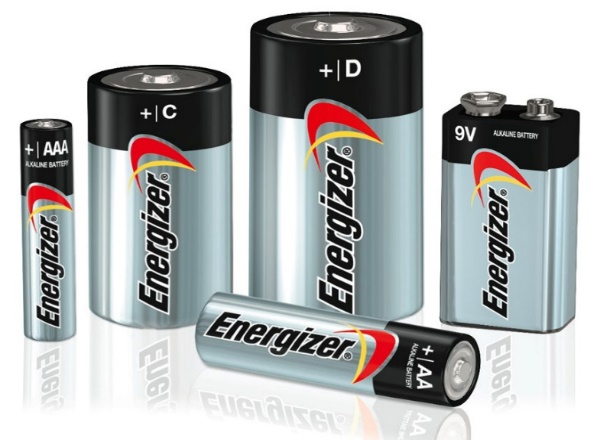 +|AAA
ALKALINE BATTERY
Energizer®
+|C
Energizer®
+|D
Energizer®
9V ALKALINE BATTERY
Energizer®
Energizer®
+|AA
ALKALINE BATTERY